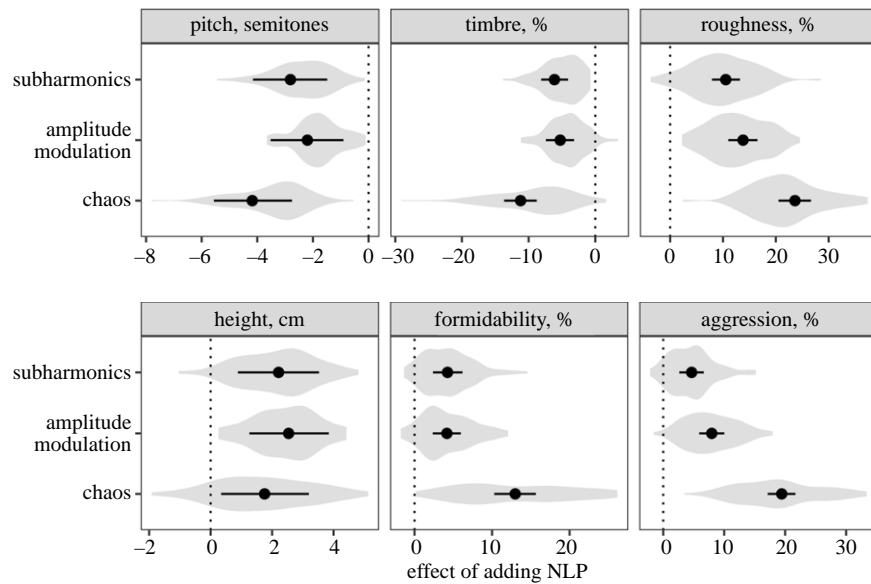 pitch, semitones timbre, % roughness, %
subharmonics
amplitude
modulation
chaos
–8 –6 –4 –2 0 –30 –20 –10 0 0 10 20 30
height, cm formidability, % aggression, %
subharmonics
amplitude
modulation
chaos
–2 0 2 4 0 10 20 0 10 20 30
effect of adding NLP